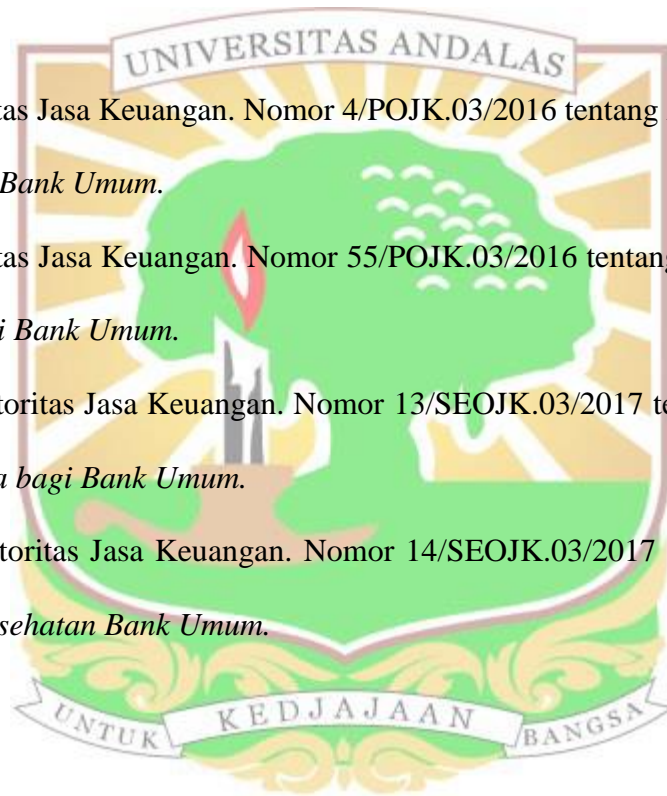 UNIVERSITAS ANDALAS
tas Jasa Keuangan. Nomor 4/POJK.03/2016 tentang
Bank Umum.
tas Jasa Keuangan. Nomor 55/POJK.03/2016 tentang
i Bank Umum.
toritas Jasa Keuangan. Nomor 13/SEOJK.03/2017 te
a bagi Bank Umum.
toritas Jasa Keuangan. Nomor 14/SEOJK.03/2017
sehatan Bank Umum.
UNTUK KEDJAJAAN BANGSA